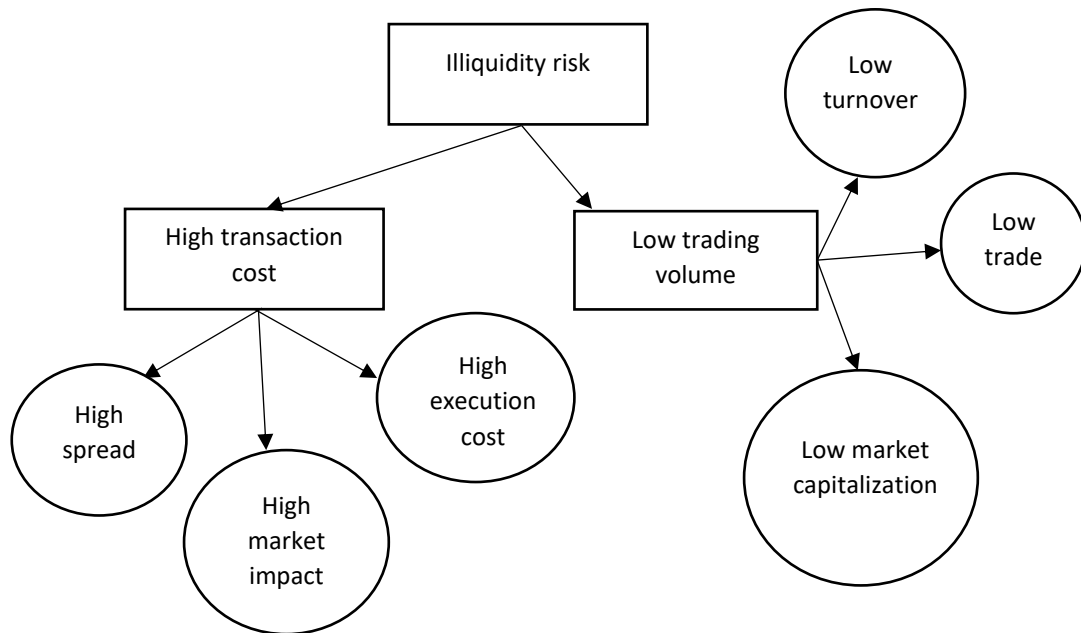 Illiquidity risk
Low
turnover
High transaction
cost
Low trading
volume
Low
trade
High
spread
High
market
impact
High
execution
cost
Low market
capitalization